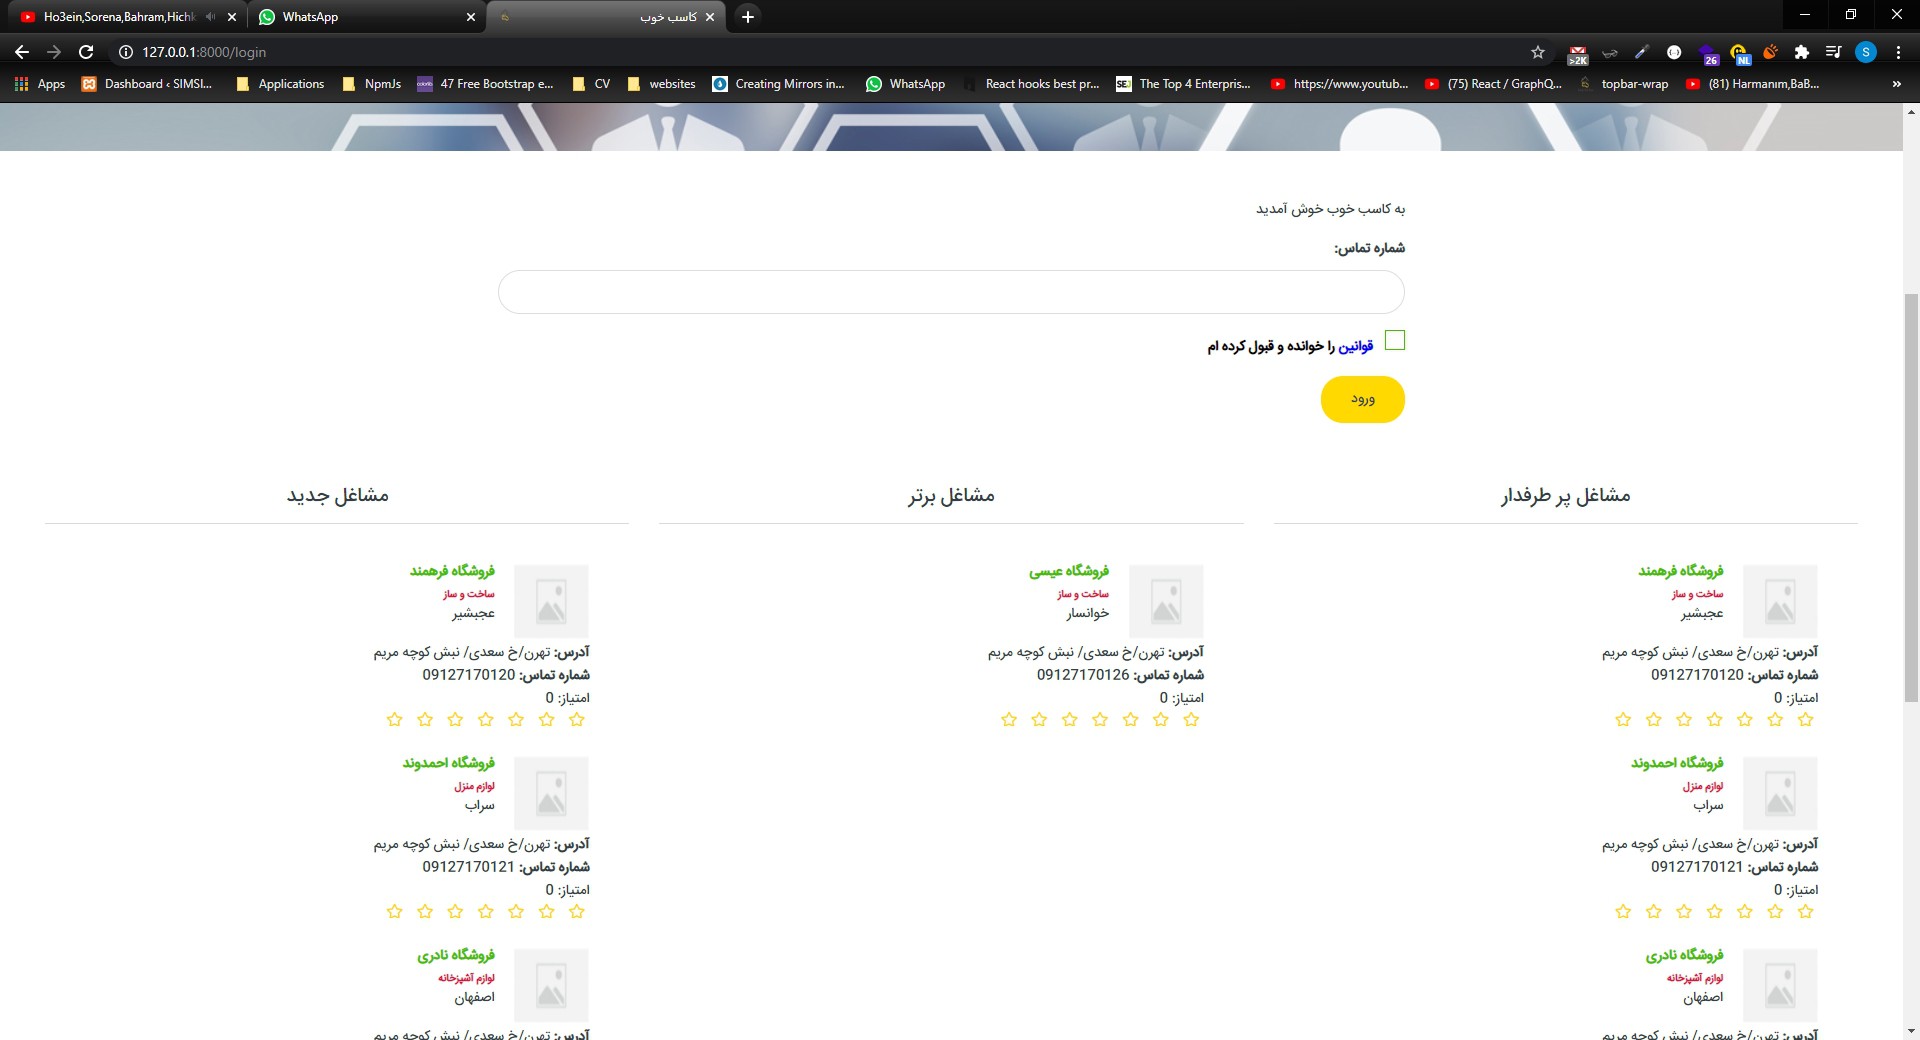 Ho3ein,Sorena,Bahram,Hichk
WhatsApp
کاسب خوب
127.0.0.1:8000/login
>2K
26
NL
S
Apps
Dashboard ‹ SIMSI...
Applications
NpmJs
47 Free Bootstrap e...
CV
websites
Creating Mirrors in...
WhatsApp
React hooks best pr...
The Top 4 Enterpris...
https://www.youtub...
(75) React / GraphQ...
topbar-wrap
(81) Harmanım,BaB...
»
به کاسب خوب خوش آمدید
شماره تماس:
قوانین را خوانده و قبول کرده ام
ورود
مشاغل پر طرفدار
فروشگاه فرهمند
ساخت و ساز
عجبشیر
آدرس: تهرن/خ سعدی/ نبش کوچه مریم
شماره تماس: 09127170120
امتیاز: 0
فروشگاه احمدوند
لوازم منزل
سراب
آدرس: تهرن/خ سعدی/ نبش کوچه مریم
شماره تماس: 09127170121
امتیاز: 0
فروشگاه نادری
لوازم آشپزخانه
اصفهان
آدرس: تهرن/خ سعدی/ نبش کوچه مریم
مشاغل برتر
فروشگاه عیسی
ساخت و ساز
خوانسار
آدرس: تهرن/خ سعدی/ نبش کوچه مریم
شماره تماس: 09127170126
امتیاز: 0
مشاغل جدید
فروشگاه فرهمند
ساخت و ساز
عجبشیر
آدرس: تهرن/خ سعدی/ نبش کوچه مریم
شماره تماس: 09127170120
امتیاز: 0
فروشگاه احمدوند
لوازم منزل
سراب
آدرس: تهرن/خ سعدی/ نبش کوچه مریم
شماره تماس: 09127170121
امتیاز: 0
فروشگاه نادری
لوازم آشپزخانه
اصفهان
آدرس: تهرن/خ سعدی/ نبش کوچه مریم